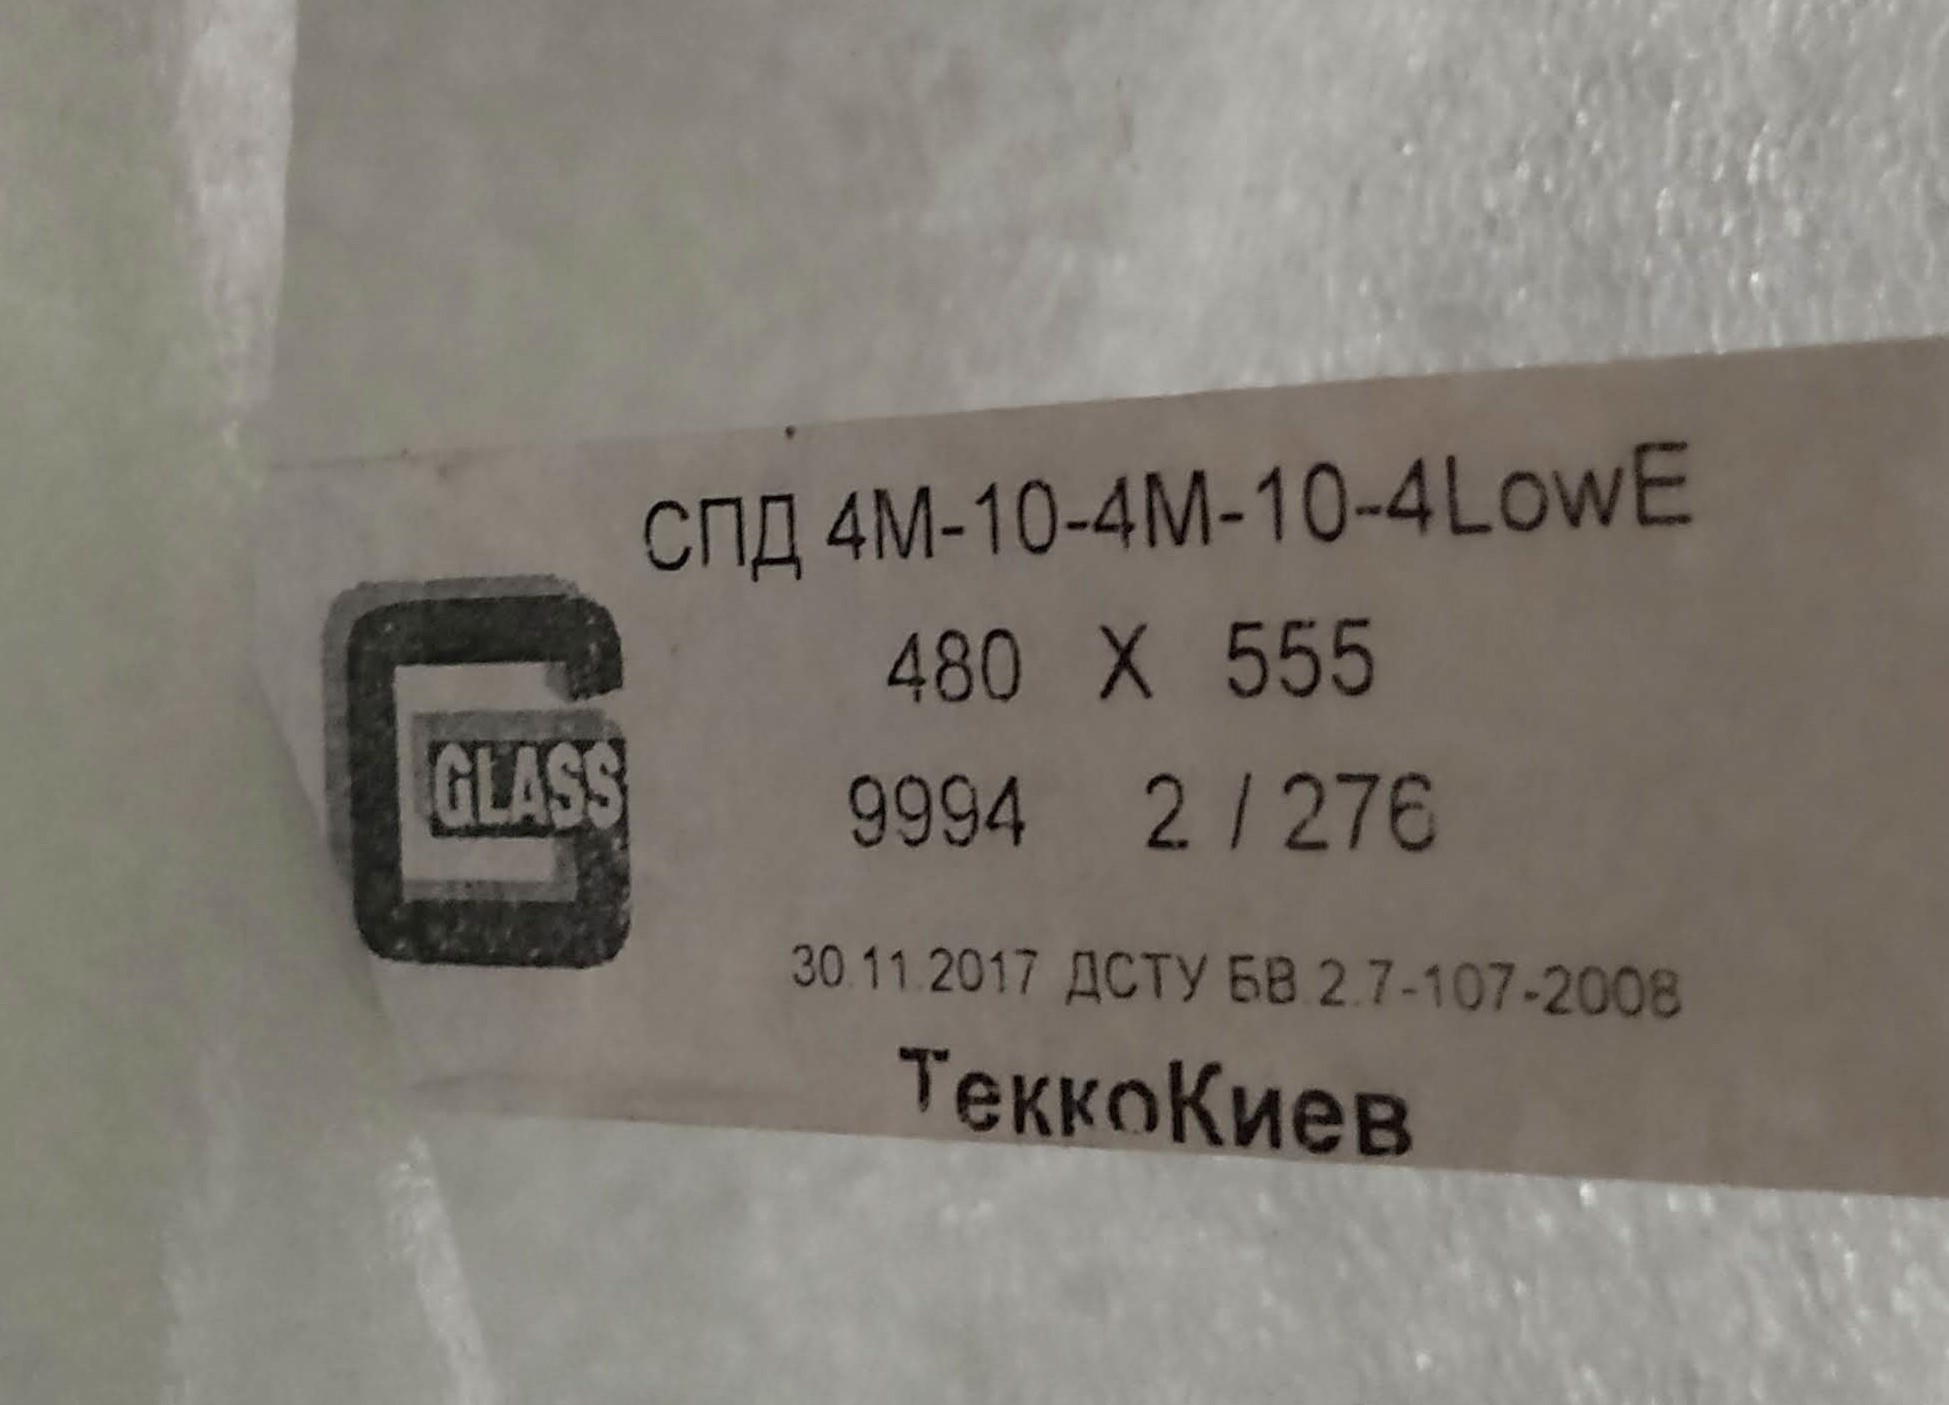 СПД 4М-10-4М-10-4LowE
480 X 555
GLASS
9994 2 / 276
30.11.2017 ДСТУ БВ.2.7-107-2008
ТеккоКиев